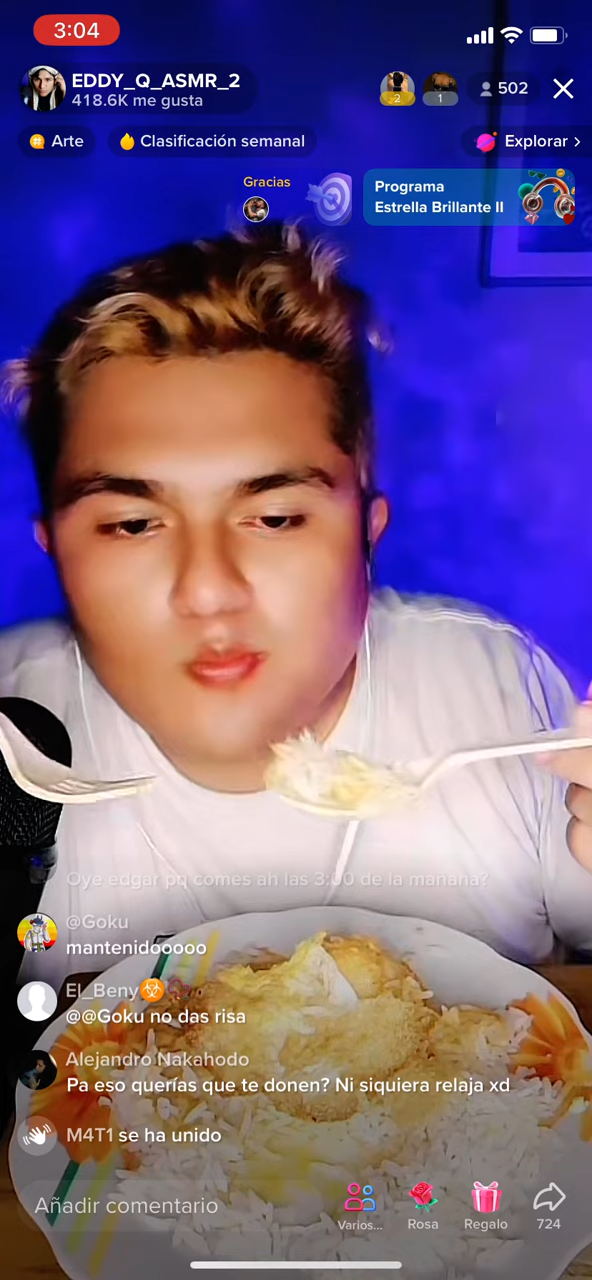 3:04
EDDY_Q_ASMR_2
418.6K me gusta
2
1
502
Arte
Clasificación semanal
Explorar >
Gracias
Programa
Estrella Brillante II
Oye edgar pq comes ah las 3:00 de la mañana?
@Goku
mantenidooooo
El_Beny
@@Goku no das risa
Alejandro Nakahodo
Pa eso querías que te donen? Ni siquiera relaja xd
M4T1 se ha unido
Añadir comentario
Varios...
Rosa
Regalo
724